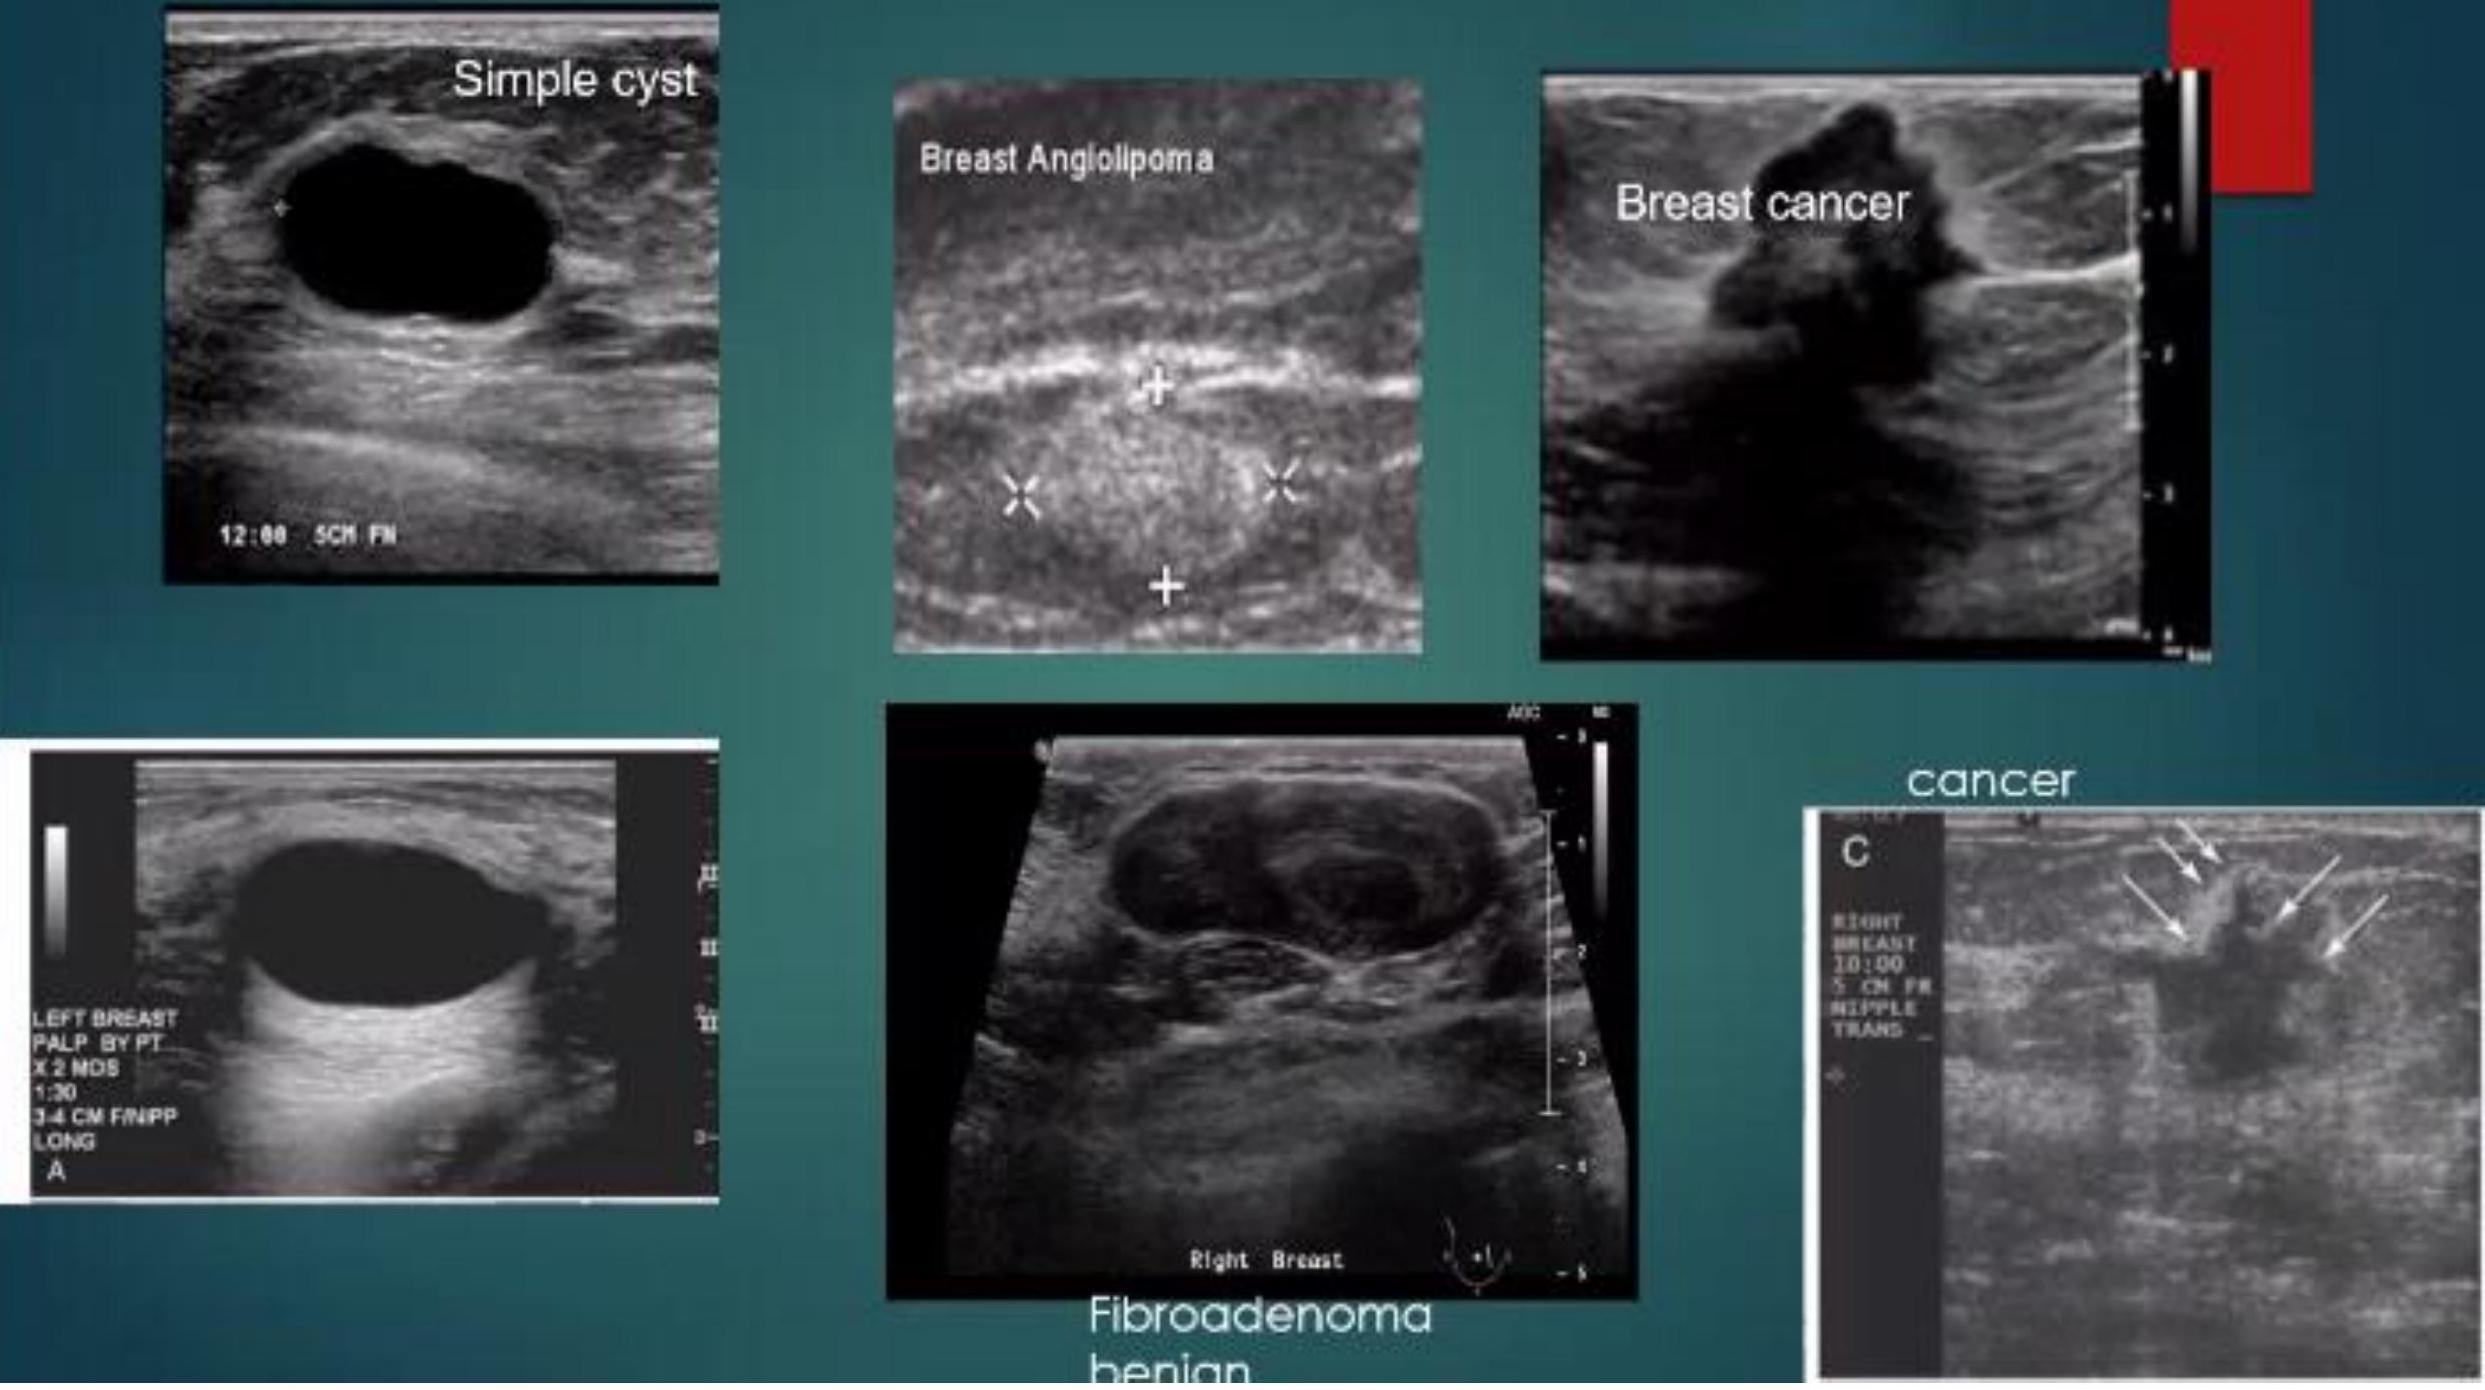 Simple cyst
12:00 5CM FN
Breast Angiolipoma
Breast cancer
LEFT BREAST
PALP BY PT
X 2 MOS
1:30
3-4 CM F/NIPP
LONG
A
Right Breast
Fibroadenoma
benign
cancer
C
RIGHT
BREAST
10:00
5 CM FR
NIPPLE
TRANS _